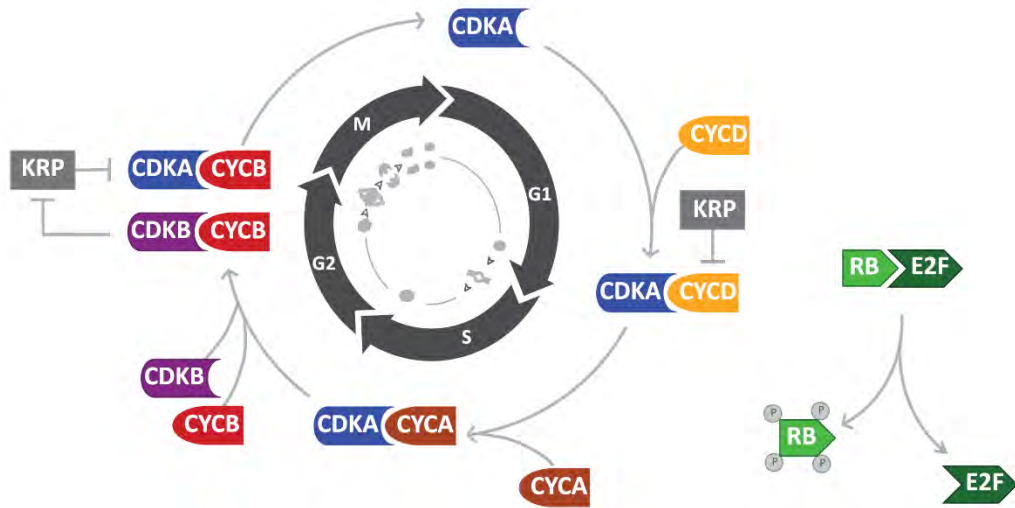 CDKA
M
CYCD
KRP
CDKA CYCB
G1
KRP
CDKB CYCB
G2
RB E2F
CDKA CYCD
S
CDKB
CYCB
CDKA CYCA
P P
RB
P P
CYCA
E2F